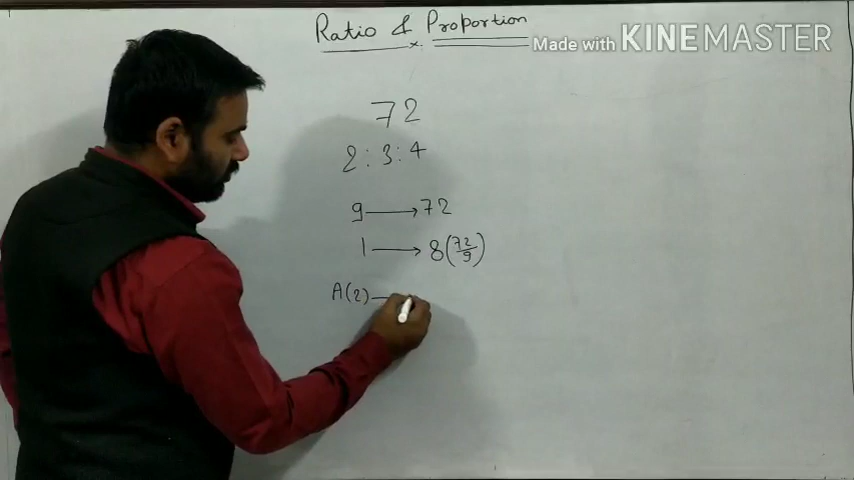 Ratio & Proportion
Made with KINEMASTER
72
2:3:4
9 → 72
1 → 8(72/9)
A(2) —